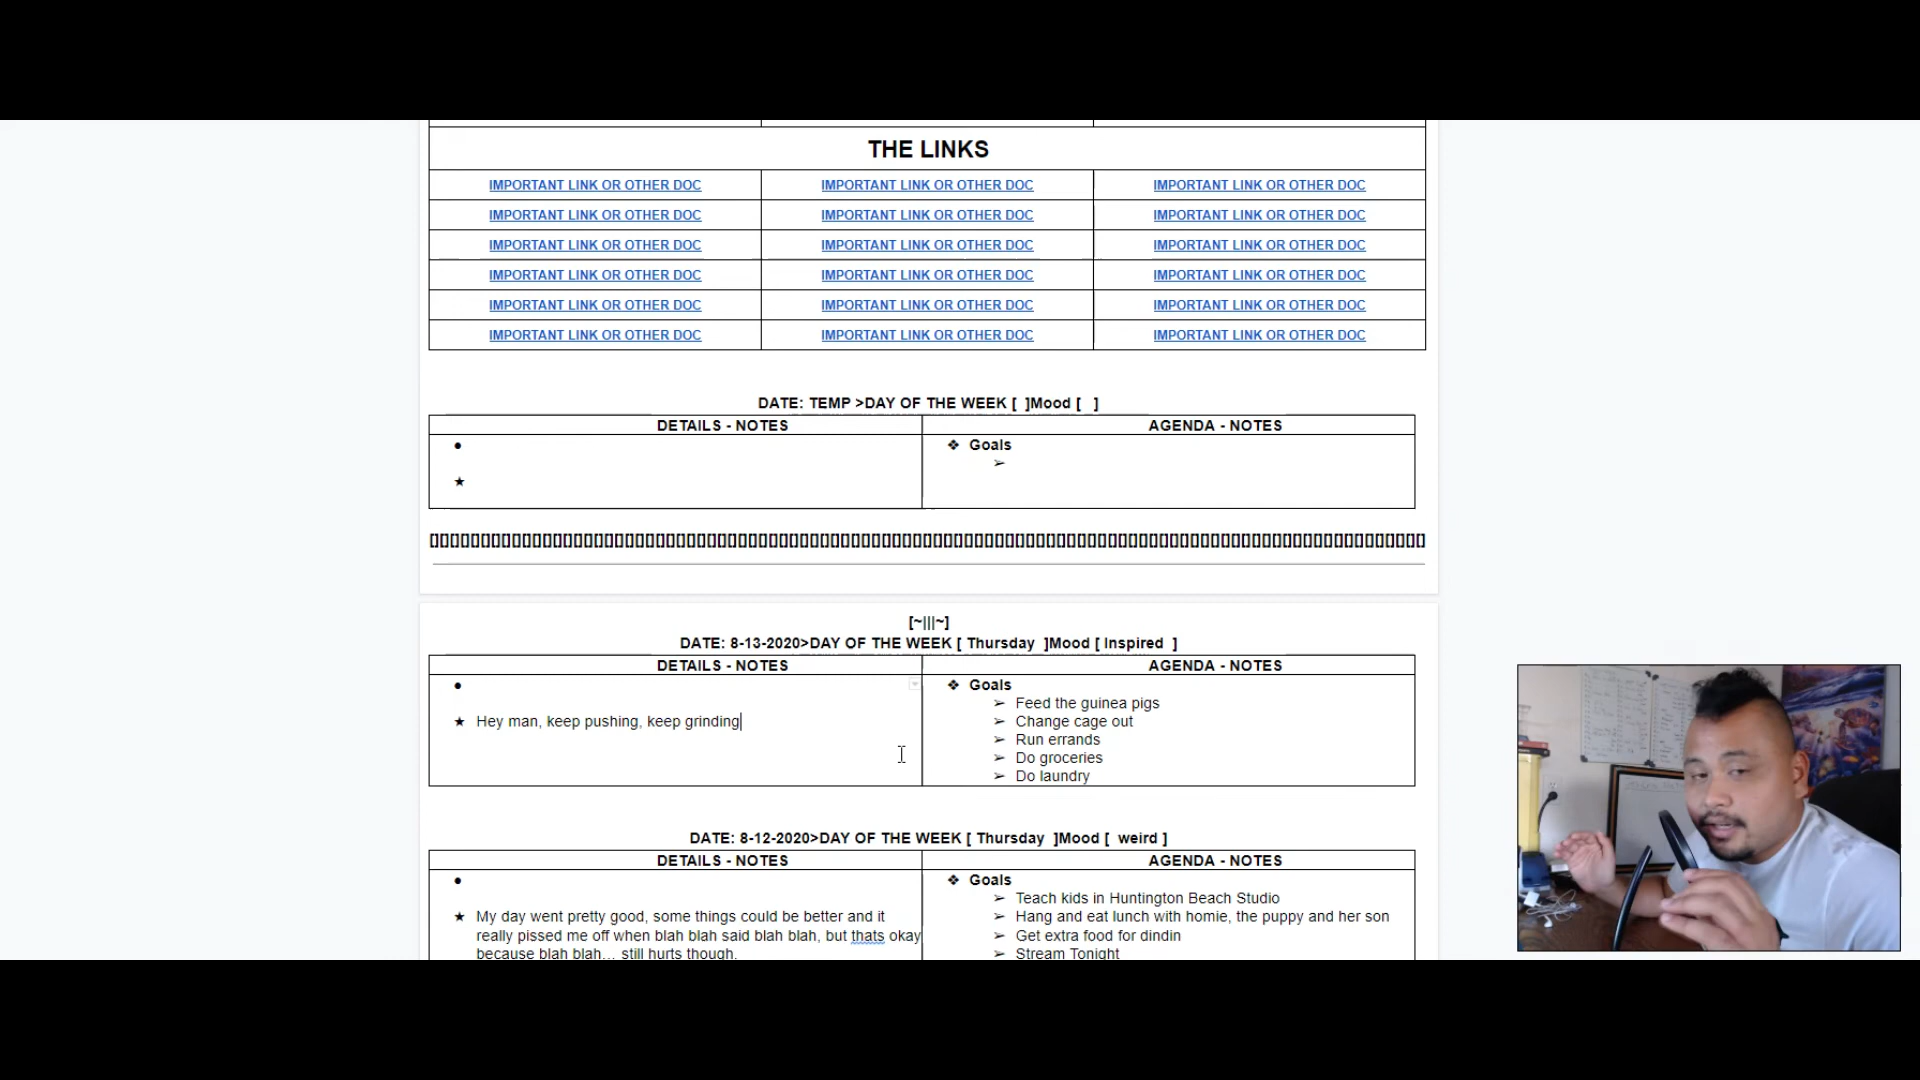 THE LINKS
IMPORTANT LINK OR OTHER DOC IMPORTANT LINK OR OTHER DOC IMPORTANT LINK OR OTHER DOC
IMPORTANT LINK OR OTHER DOC IMPORTANT LINK OR OTHER DOC IMPORTANT LINK OR OTHER DOC
IMPORTANT LINK OR OTHER DOC IMPORTANT LINK OR OTHER DOC IMPORTANT LINK OR OTHER DOC
IMPORTANT LINK OR OTHER DOC IMPORTANT LINK OR OTHER DOC IMPORTANT LINK OR OTHER DOC
IMPORTANT LINK OR OTHER DOC IMPORTANT LINK OR OTHER DOC IMPORTANT LINK OR OTHER DOC
IMPORTANT LINK OR OTHER DOC IMPORTANT LINK OR OTHER DOC IMPORTANT LINK OR OTHER DOC
DATE: TEMP >DAY OF THE WEEK [  ]Mood [  ]
DETAILS - NOTES AGENDA - NOTES
● ❖ Goals
➢
★
[~|||~]
DATE: 8-13-2020>DAY OF THE WEEK [ Thursday  ]Mood [ Inspired  ]
DETAILS - NOTES AGENDA - NOTES
● ❖ Goals
➢ Feed the guinea pigs
★ Hey man, keep pushing, keep grinding ➢ Change cage out
➢ Run errands
➢ Do groceries
➢ Do laundry
DATE: 8-12-2020>DAY OF THE WEEK [ Thursday  ]Mood [  weird ]
DETAILS - NOTES AGENDA - NOTES
● ❖ Goals
➢ Teach kids in Huntington Beach Studio
★ My day went pretty good, some things could be better and it ➢ Hang and eat lunch with homie, the puppy and her son
really pissed me off when blah blah said blah blah, but thats okay ➢ Get extra food for dindin
because blah blah… still hurts though. ➢ Stream Tonight